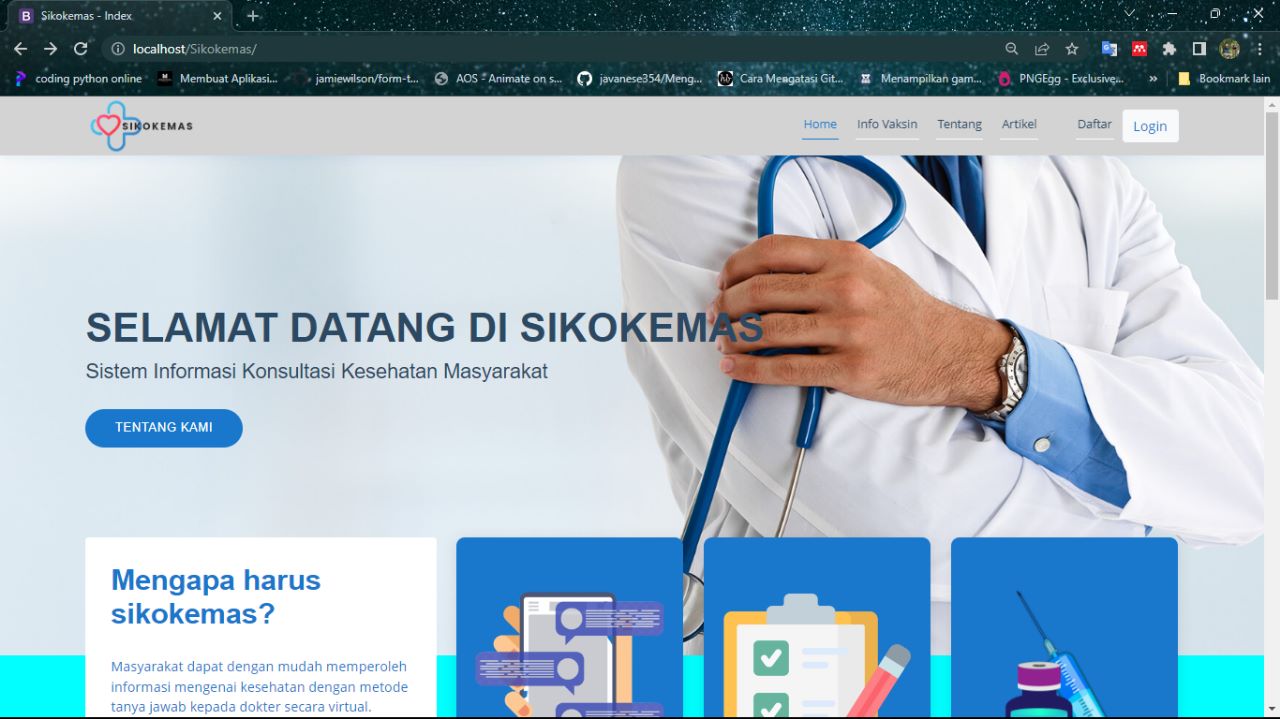 Sikokemas - Index
localhost/Sikokemas/
coding python online
Membuat Aplikasi...
jamiewilson/form-t...
AOS - Animate on s...
javanese354/Meng...
Cara Mengatasi Git...
Menampilkan gam...
PNGEgg - Exclusive...
»
Bookmark lain
SIKOKEMAS
Home
Info Vaksin
Tentang
Artikel
Daftar
Login
SELAMAT DATANG DI SIKOKEMAS
Sistem Informasi Konsultasi Kesehatan Masyarakat
TENTANG KAMI
Mengapa harus
sikokemas?
Masyarakat dapat dengan mudah memperoleh
informasi mengenai kesehatan dengan metode
tanya jawab kepada dokter secara virtual.